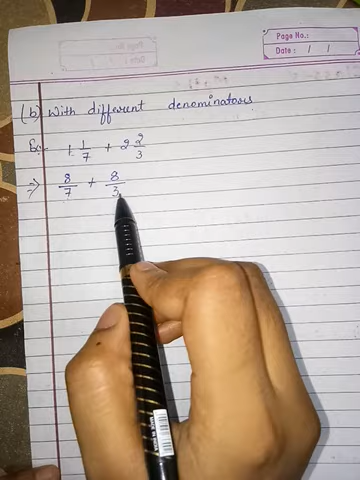 Page No.:
Date : / /
(b) With different denominators
Ex:- 1 1/7 + 2 2/3
⇒ 8/7 + 8/3